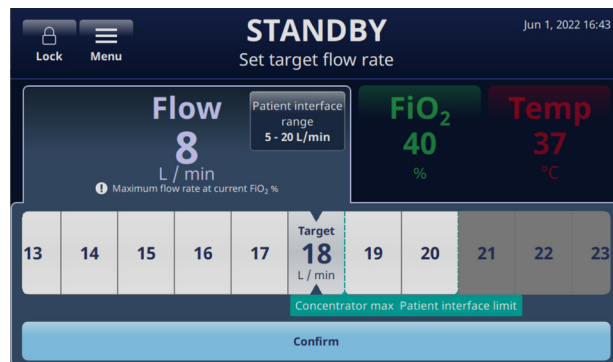 STANDBY
Set target flow rate
Jun 1, 2022 16:43
Lock
Menu
Flow
8
L / min
! Maximum flow rate at current FiO₂ %
Patient interface
range
5 - 20 L/min
FiO₂
40
%
Temp
37
°C
13 14 15 16 17 Target 18 L / min 19 20 21 22 23
Concentrator max Patient interface limit
Confirm